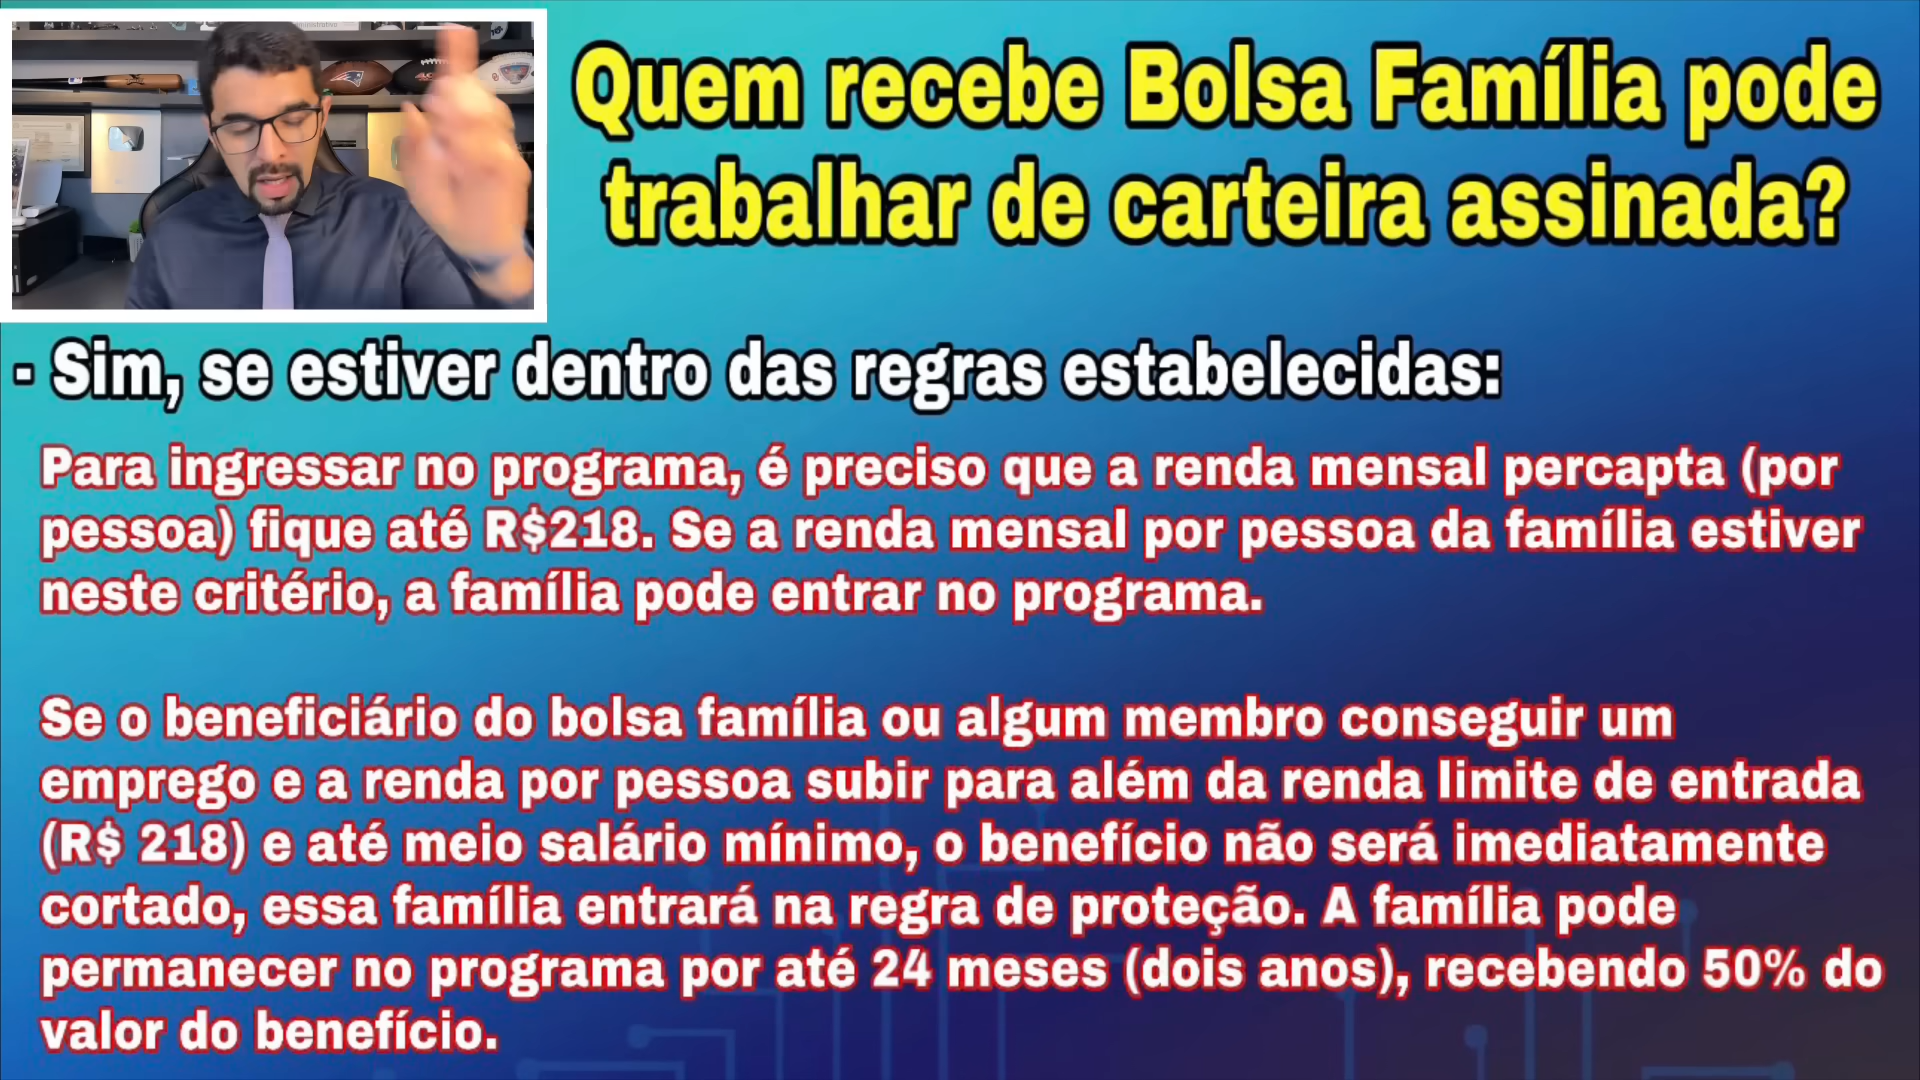 Quem recebe Bolsa Família pode
trabalhar de carteira assinada?
- Sim, se estiver dentro das regras estabelecidas:
Para ingressar no programa, é preciso que a renda mensal percapta (por
pessoa) fique até R$218. Se a renda mensal por pessoa da família estiver
neste critério, a família pode entrar no programa.
Se o beneficiário do bolsa família ou algum membro conseguir um
emprego e a renda por pessoa subir para além da renda limite de entrada
(R$ 218) e até meio salário mínimo, o benefício não será imediatamente
cortado, essa família entrará na regra de proteção. A família pode
permanecer no programa por até 24 meses (dois anos), recebendo 50% do
valor do benefício.